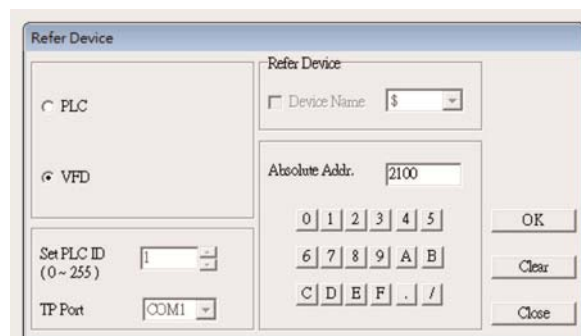 Refer Device
PLC
VFD
Set PLC ID
(0~255)
1
TP Port
COM1
Refer Device
Device Name
$
Absolute Addr.
2100
0 1 2 3 4 5
6 7 8 9 A B
C D E F . /
OK
Clear
Close